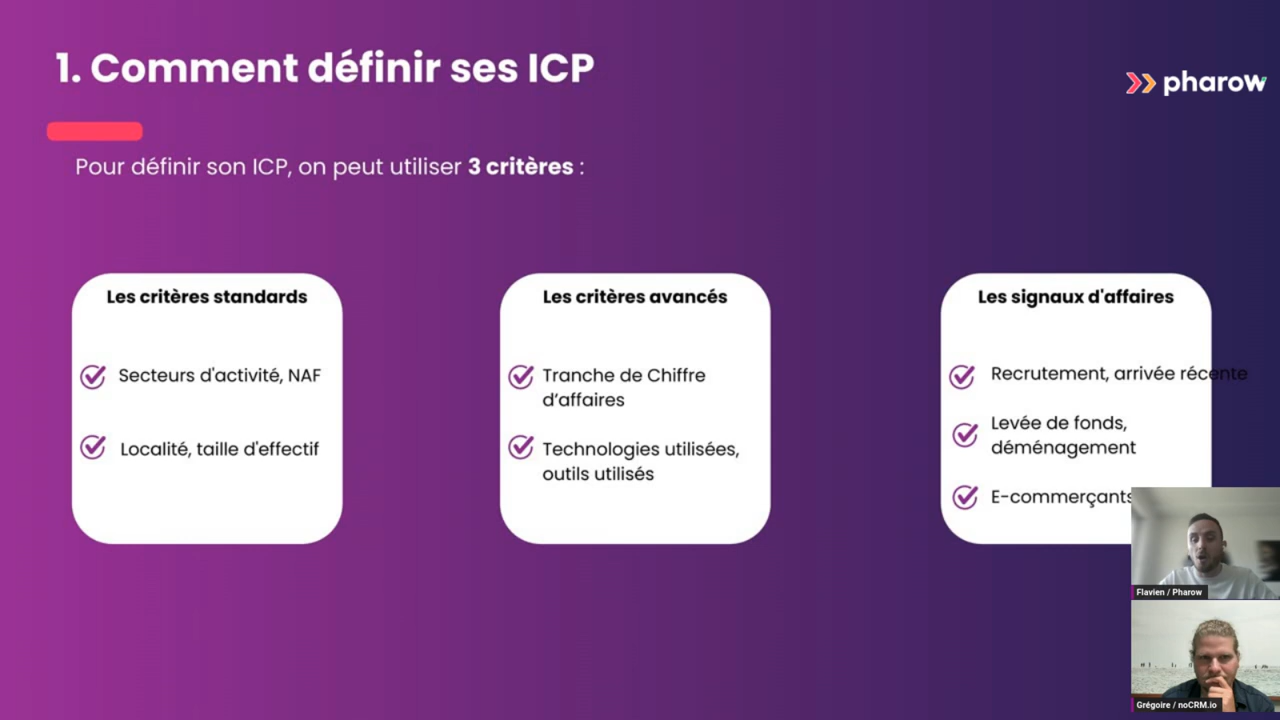 1. Comment définir ses ICP
pharow
Pour définir son ICP, on peut utiliser 3 critères :
Les critères standards
Secteurs d'activité, NAF
Localité, taille d'effectif
Les critères avancés
Tranche de Chiffre
d’affaires
Technologies utilisées,
outils utilisés
Les signaux d'affaires
Recrutement, arrivée récente
Levée de fonds,
déménagement
E-commerçants
Flavien / Pharow
Grégoire / noCRM.io